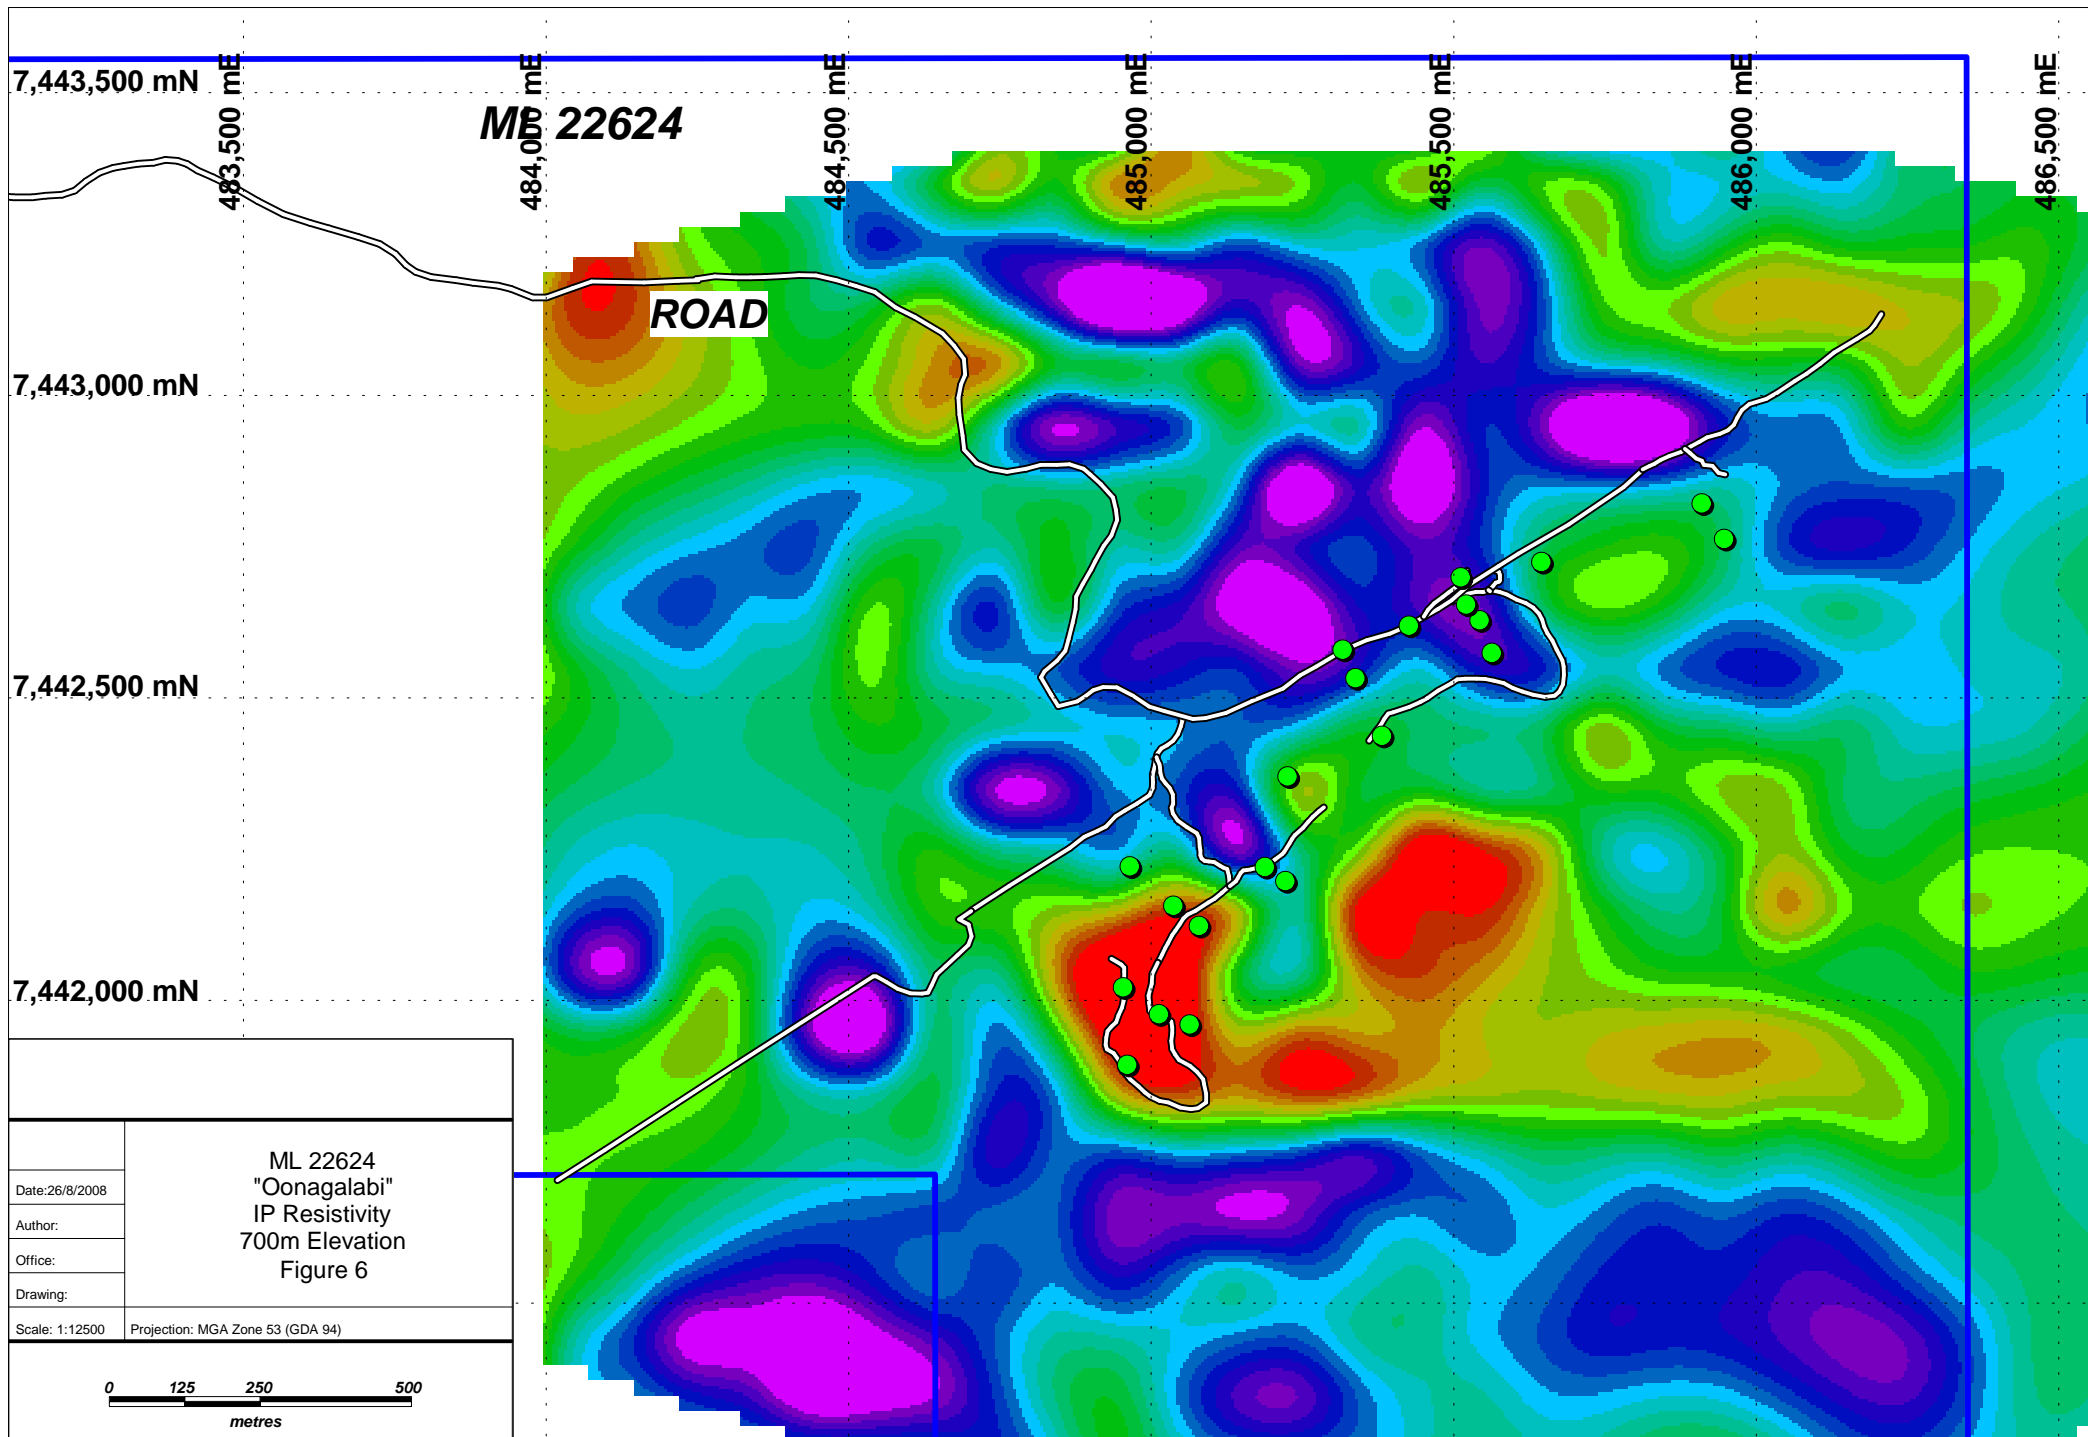 483,500 mE
484,000 mE
484,500 mE
485,000 mE
485,500 mE
486,000 mE
486,500 mE
7,443,500 mN
ML 22624
ROAD
7,443,000 mN
7,442,500 mN
7,442,000 mN
ML 22624
"Oonagalabi"
IP Resistivity
700m Elevation
Figure 6
Date:26/8/2008
Author:
Office:
Drawing:
Scale: 1:12500
Projection: MGA Zone 53 (GDA 94)
0 125 250 500
metres